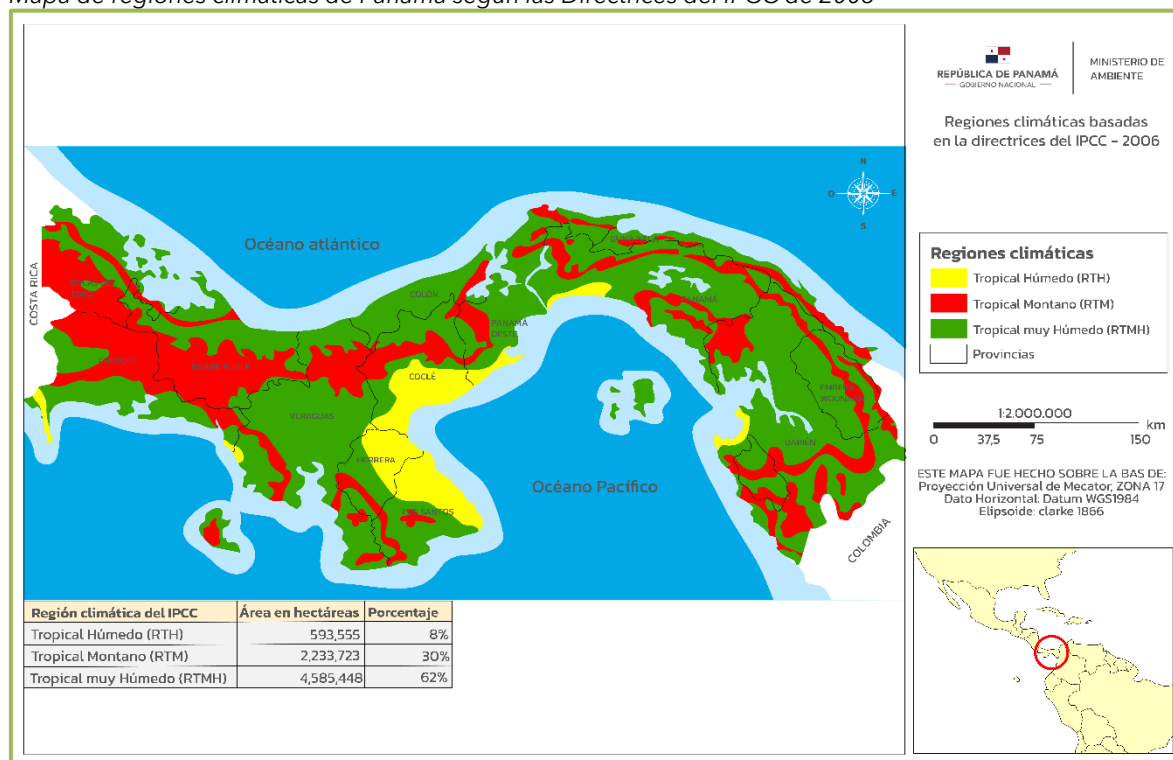 Mapa de regiones climáticas de Panamá según las Directrices del IPCC de 2006
REPÚBLICA DE PANAMÁ
— GOBIERNO NACIONAL —
MINISTERIO DE
AMBIENTE
Regiones climáticas basadas
en la directrices del IPCC - 2006
N
O
E
S
Océano atlántico
COSTA RICA
COLÓN
PANAMÁ
OESTE
PANAMÁ
COCLÉ
VERAGUAS
HERRERA
LOS SANTOS
DARIÉN
Océano Pacífico
COLOMBIA
Regiones climáticas
Tropical Húmedo (RTH)
Tropical Montano (RTM)
Tropical muy Húmedo (RTMH)
Provincias
1:2.000.000
km
0 37,5 75 150
ESTE MAPA FUE HECHO SOBRE LA BAS DE:
Proyección Universal de Mecator, ZONA 17
Dato Horizontal: Datum WGS1984
Elipsoide: clarke 1866
Región climática del IPCC Área en hectáreas Porcentaje
Tropical Húmedo (RTH) 593,555 8%
Tropical Montano (RTM) 2,233,723 30%
Tropical muy Húmedo (RTMH) 4,585,448 62%